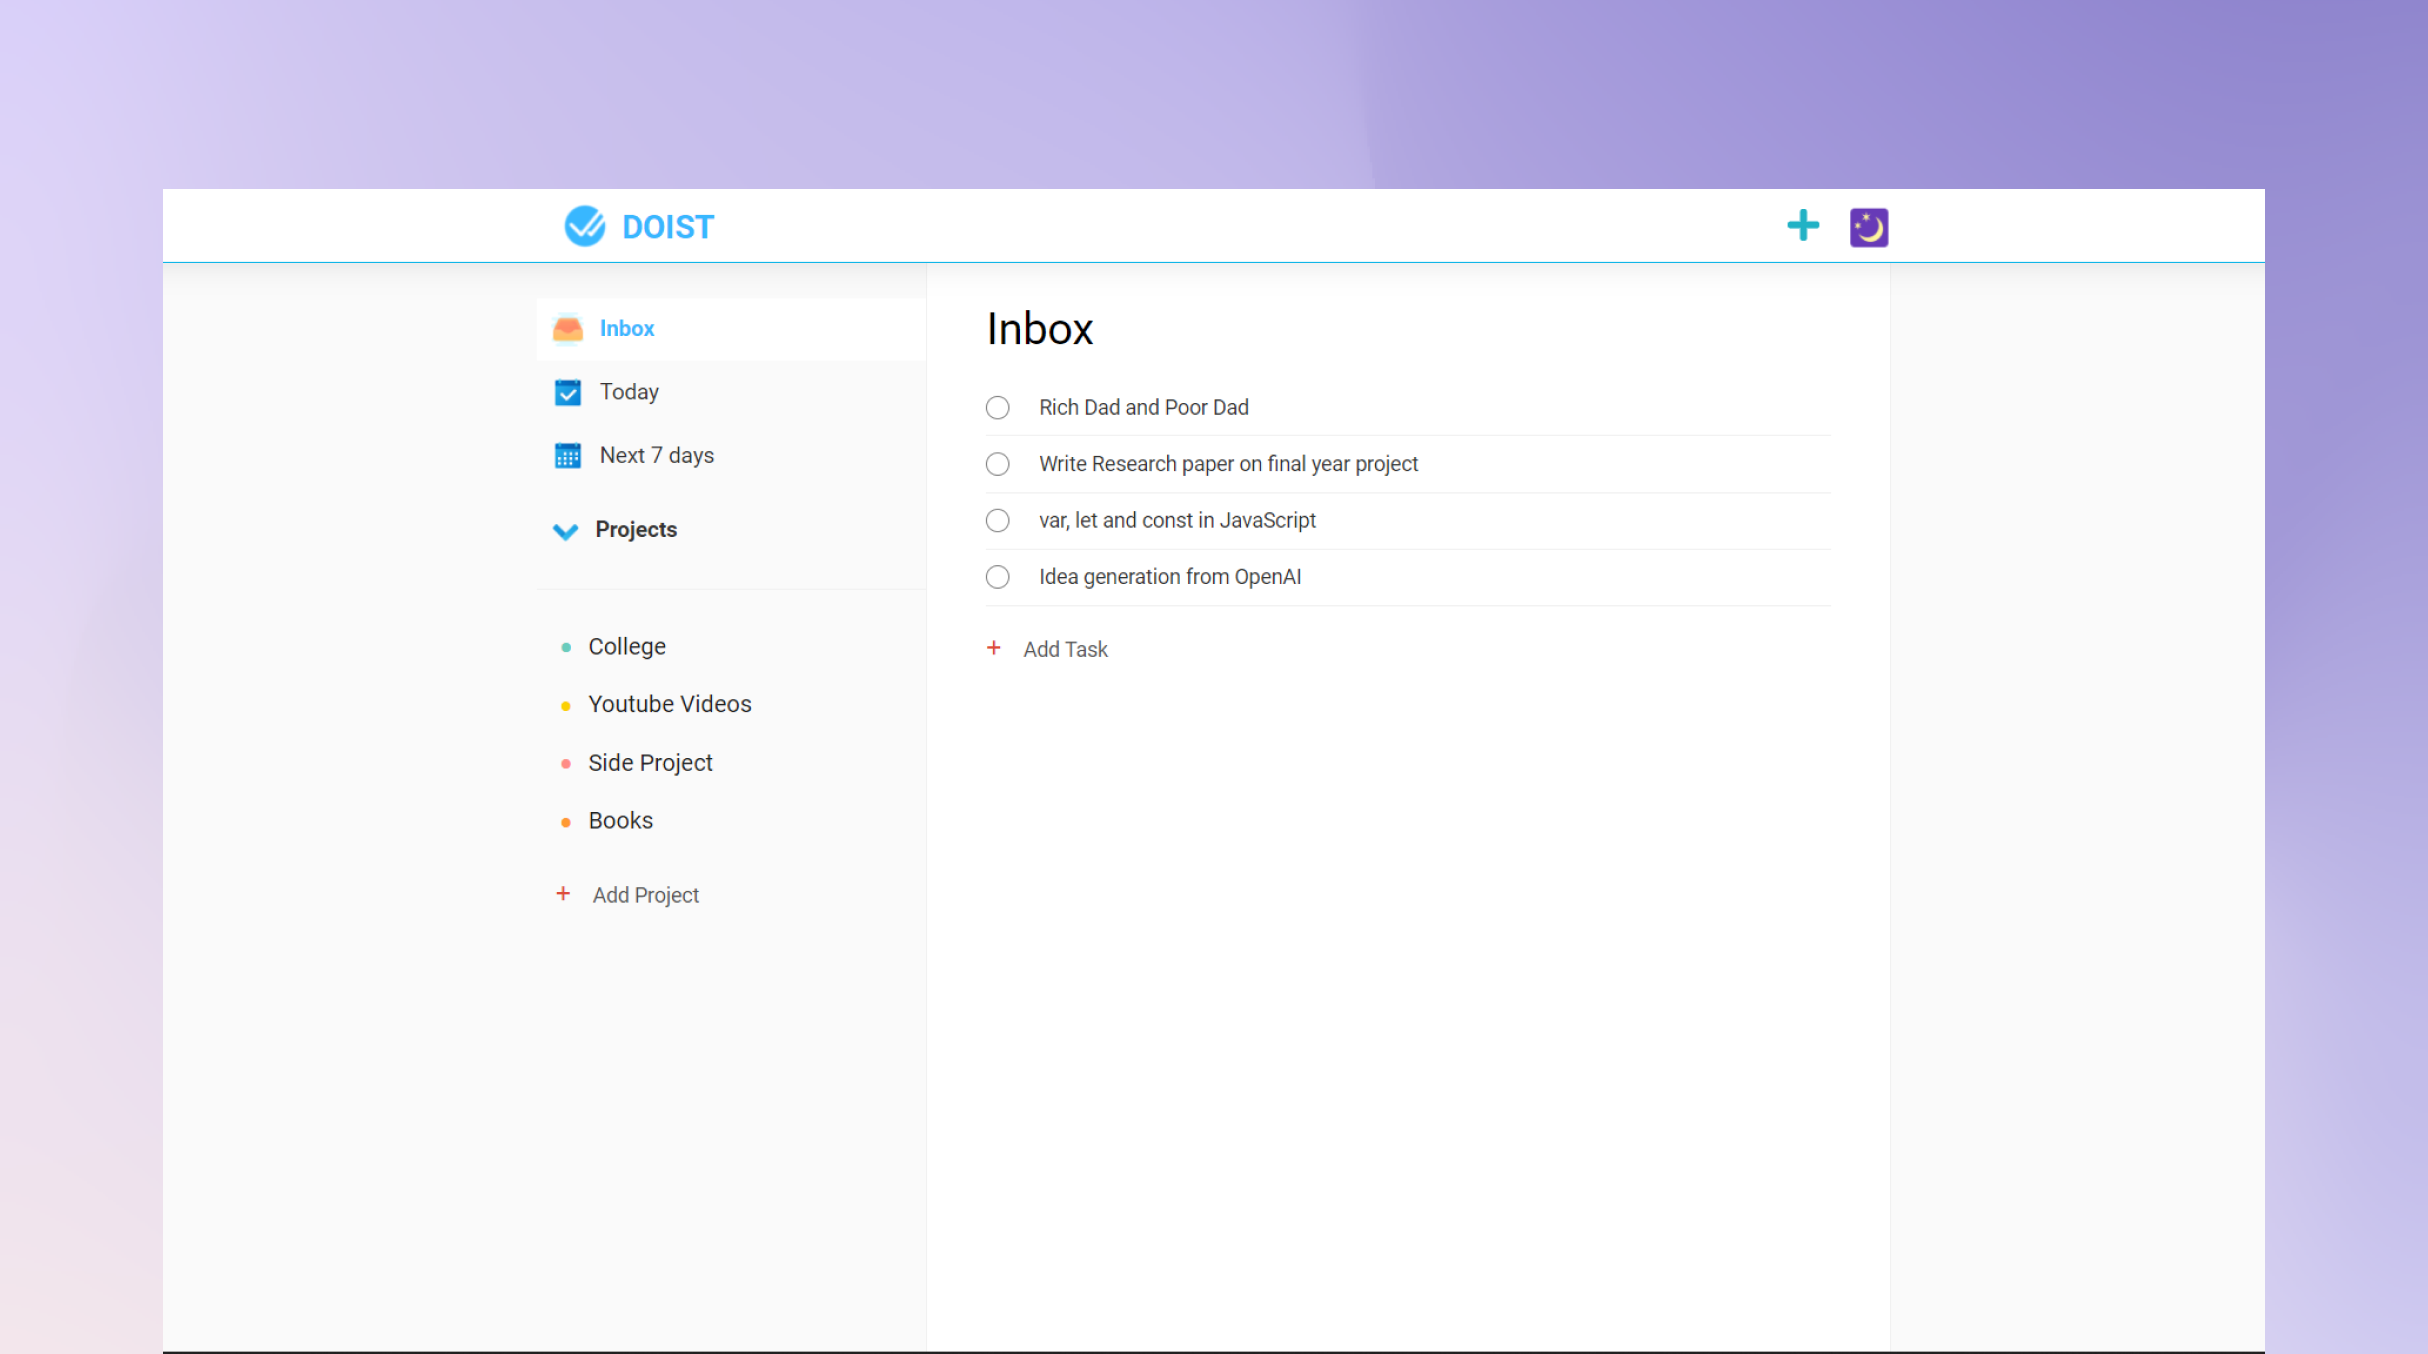 DOIST
Inbox
Today
Next 7 days
Projects
College
Youtube Videos
Side Project
Books
+ Add Project
Inbox
Rich Dad and Poor Dad
Write Research paper on final year project
var, let and const in JavaScript
Idea generation from OpenAI
+ Add Task